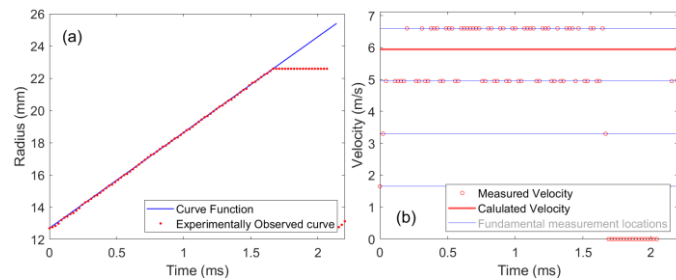 (a)
26
24
22
20
18
16
14
12
Radius (mm)
0
0.5
1
1.5
2
Time (ms)
Curve Function
Experimentally Observed curve
(b)
7
6
5
4
3
2
1
0
Velocity (m/s)
0
0.5
1
1.5
2
Time (ms)
Measured Velocity
Calulated Velocity
Fundamental measurement locations